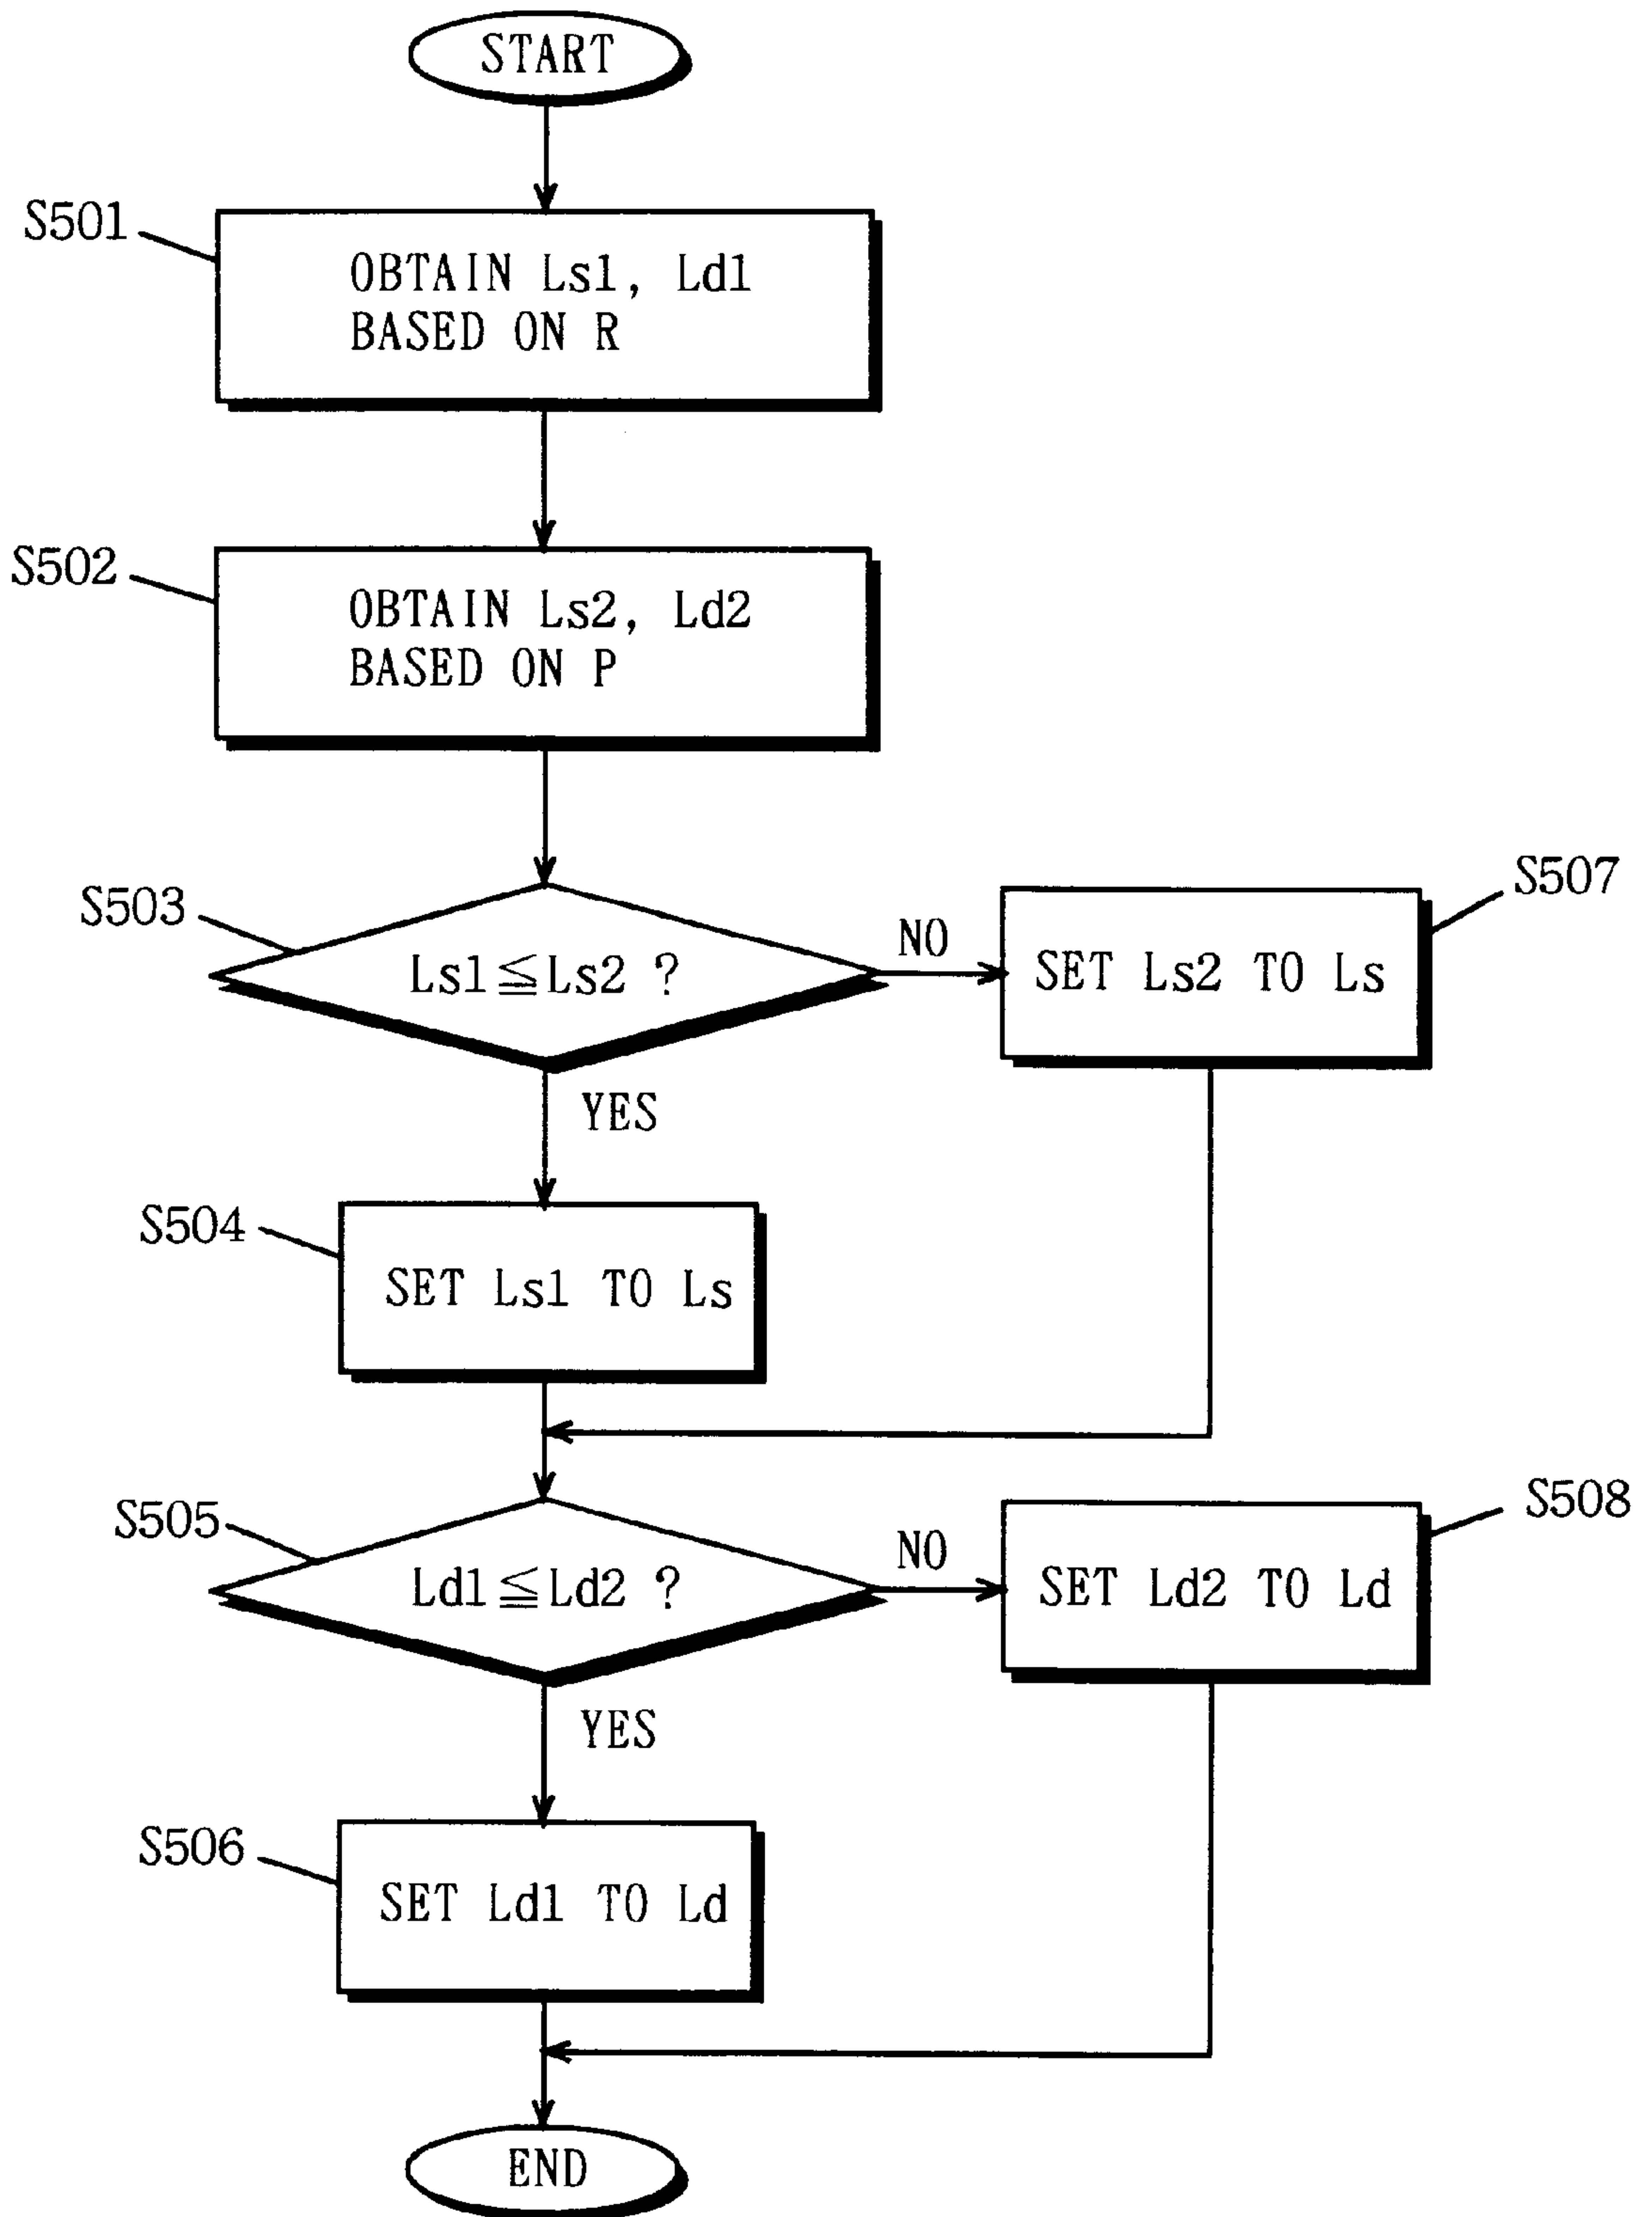 START
S501
OBTAIN Ls1, Ld1
BASED ON R
S502
OBTAIN Ls2, Ld2
BASED ON P
S503
Ls1≦Ls2 ?
NO
S507
SET Ls2 TO Ls
YES
S504
SET Ls1 TO Ls
S505
Ld1≦Ld2 ?
NO
S508
SET Ld2 TO Ld
YES
S506
SET Ld1 TO Ld
END